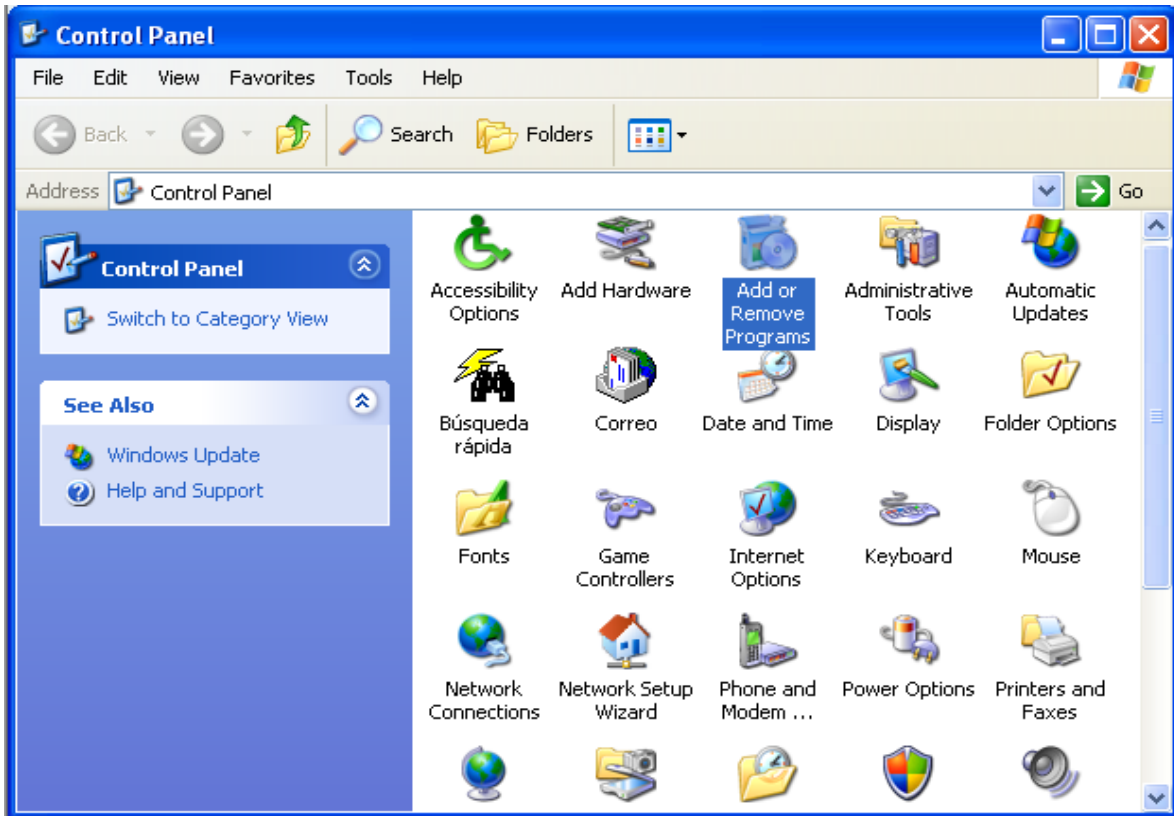 Control Panel
File Edit View Favorites Tools Help
Back Search Folders
Address Control Panel Go
Control Panel
Switch to Category View
See Also
Windows Update
Help and Support
Accessibility
Options
Add Hardware
Add or
Remove
Programs
Administrative
Tools
Automatic
Updates
Búsqueda
rápida
Correo
Date and Time
Display
Folder Options
Fonts
Game
Controllers
Internet
Options
Keyboard
Mouse
Network
Connections
Network Setup
Wizard
Phone and
Modem ...
Power Options
Printers and
Faxes